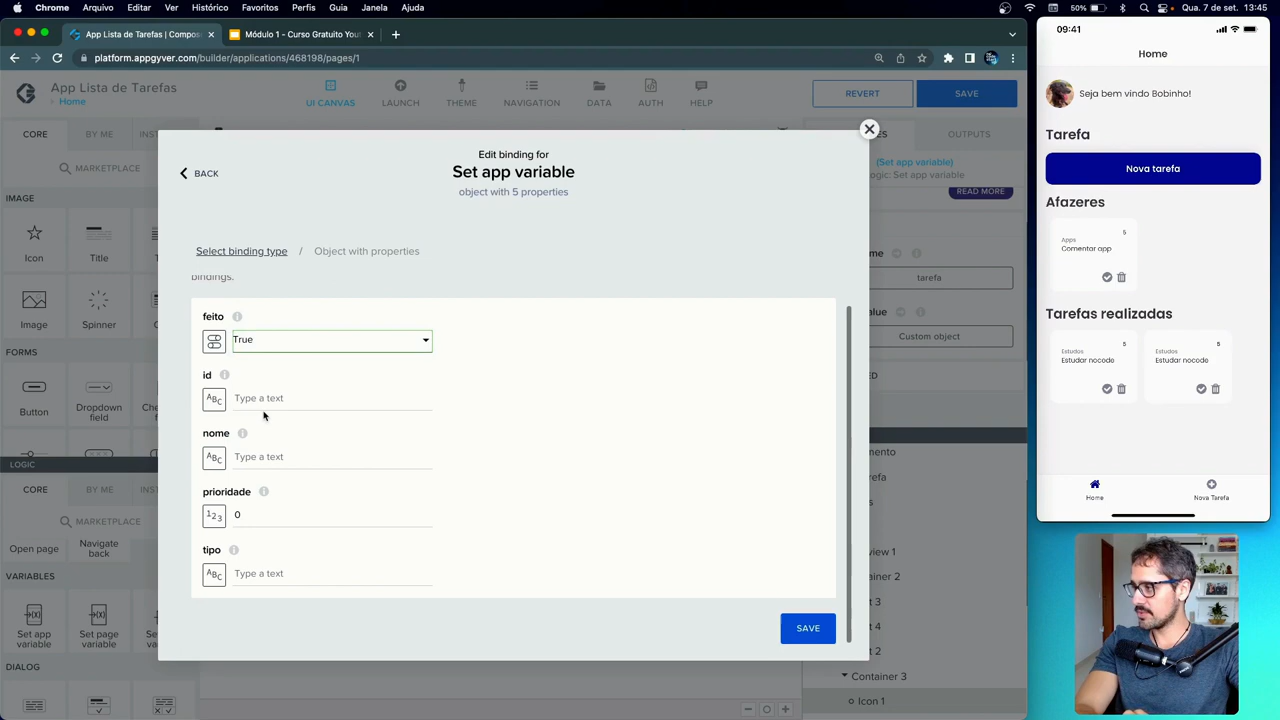 Chrome Arquivo Editar Ver Histórico Favoritos Perfis Guia Janela Ajuda
50% Qua. 7 de set. 13:45
App Lista de Tarefas | Compos
Módulo 1 - Curso Gratuito Yout
platform.appgyver.com/builder/applications/468198/pages/1
App Lista de Tarefas
Home
UI CANVAS
LAUNCH
THEME
NAVIGATION
DATA
AUTH
HELP
REVERT
SAVE
CORE
BY ME
MARKETPLACE
IMAGE
Icon
Title
Image
Spinner
FORMS
Button
Dropdown
field
LOGIC
CORE
BY ME
MARKETPLACE
Open page
Navigate
back
VARIABLES
Set app
variable
Set page
variable
DIALOG
BACK
Edit binding for
Set app variable
object with 5 properties
Select binding type / Object with properties
bindings.
feito
True
id
ABC
Type a text
nome
ABC
Type a text
prioridade
123
0
tipo
ABC
Type a text
SAVE
OUTPUTS
(Set app variable)
Logic: Set app variable
READ MORE
tarefa
Custom object
Container 3
Icon 1
09:41
Home
Seja bem vindo Bobinho!
Tarefa
Nova tarefa
Afazeres
5
Apps
Comentar app
Tarefas realizadas
5
Estudos
Estudar nocode
5
Estudos
Estudar nocode
Home
Nova Tarefa